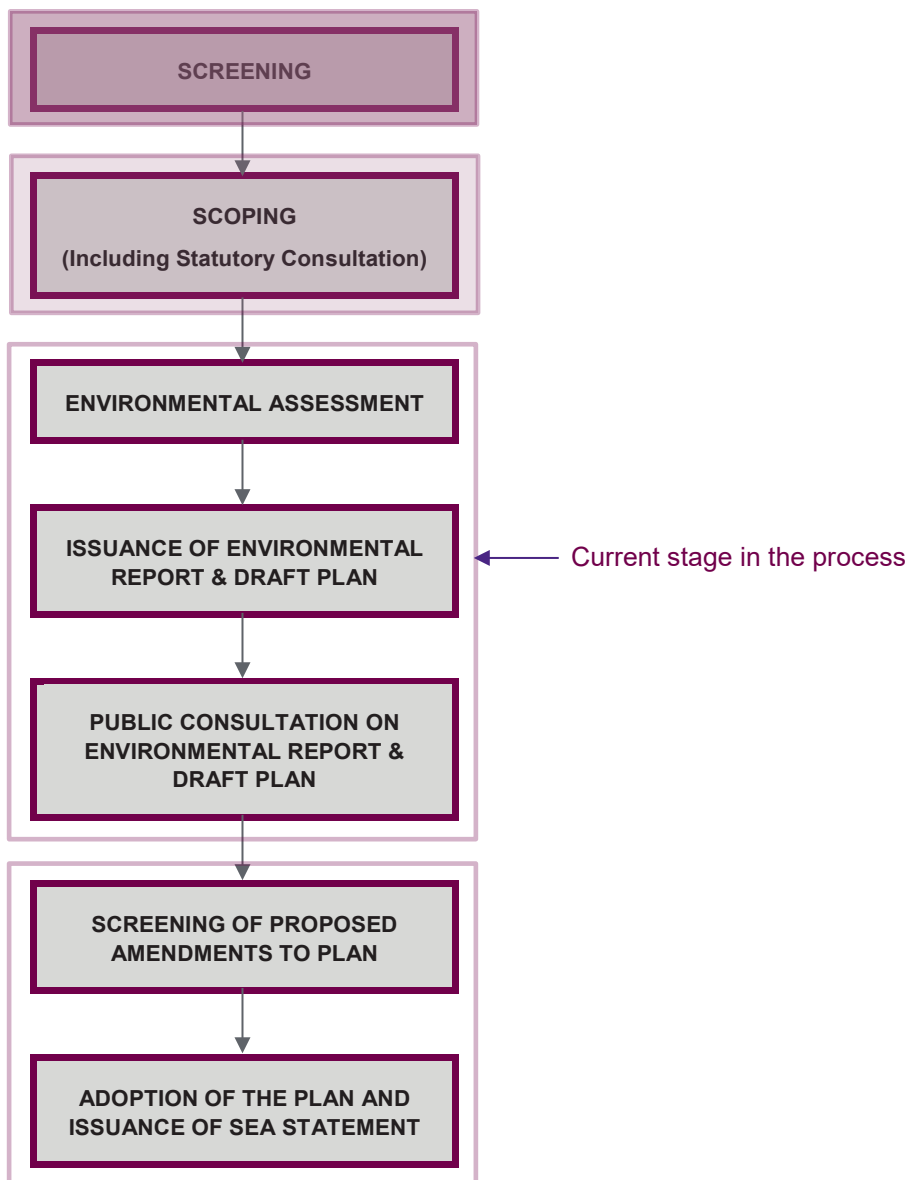 SCREENING
SCOPING
(Including Statutory Consultation)
ENVIRONMENTAL ASSESSMENT
ISSUANCE OF ENVIRONMENTAL
REPORT & DRAFT PLAN
Current stage in the process
PUBLIC CONSULTATION ON
ENVIRONMENTAL REPORT &
DRAFT PLAN
SCREENING OF PROPOSED
AMENDMENTS TO PLAN
ADOPTION OF THE PLAN AND
ISSUANCE OF SEA STATEMENT